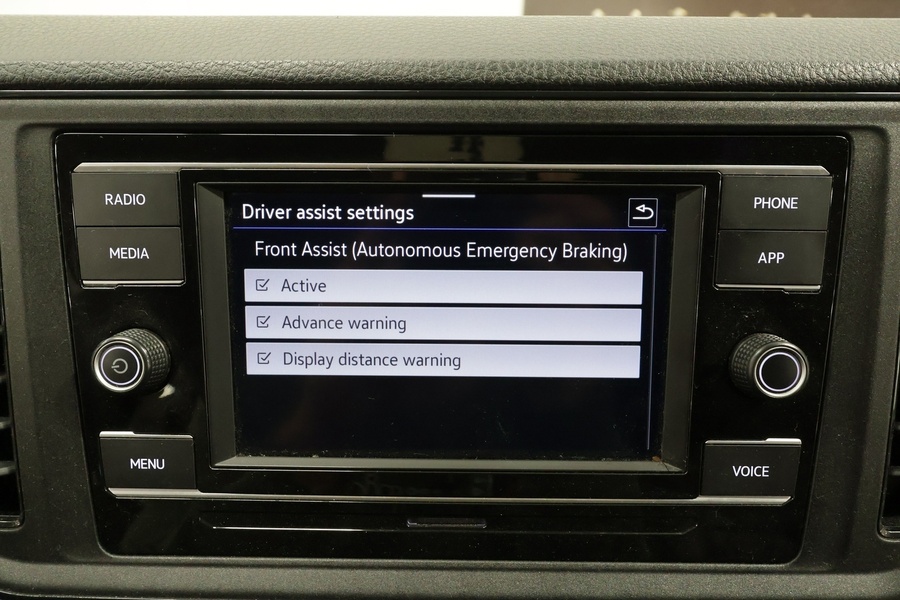 RADIO
MEDIA
MENU
Driver assist settings
Front Assist (Autonomous Emergency Braking)
Active
Advance warning
Display distance warning
PHONE
APP
VOICE